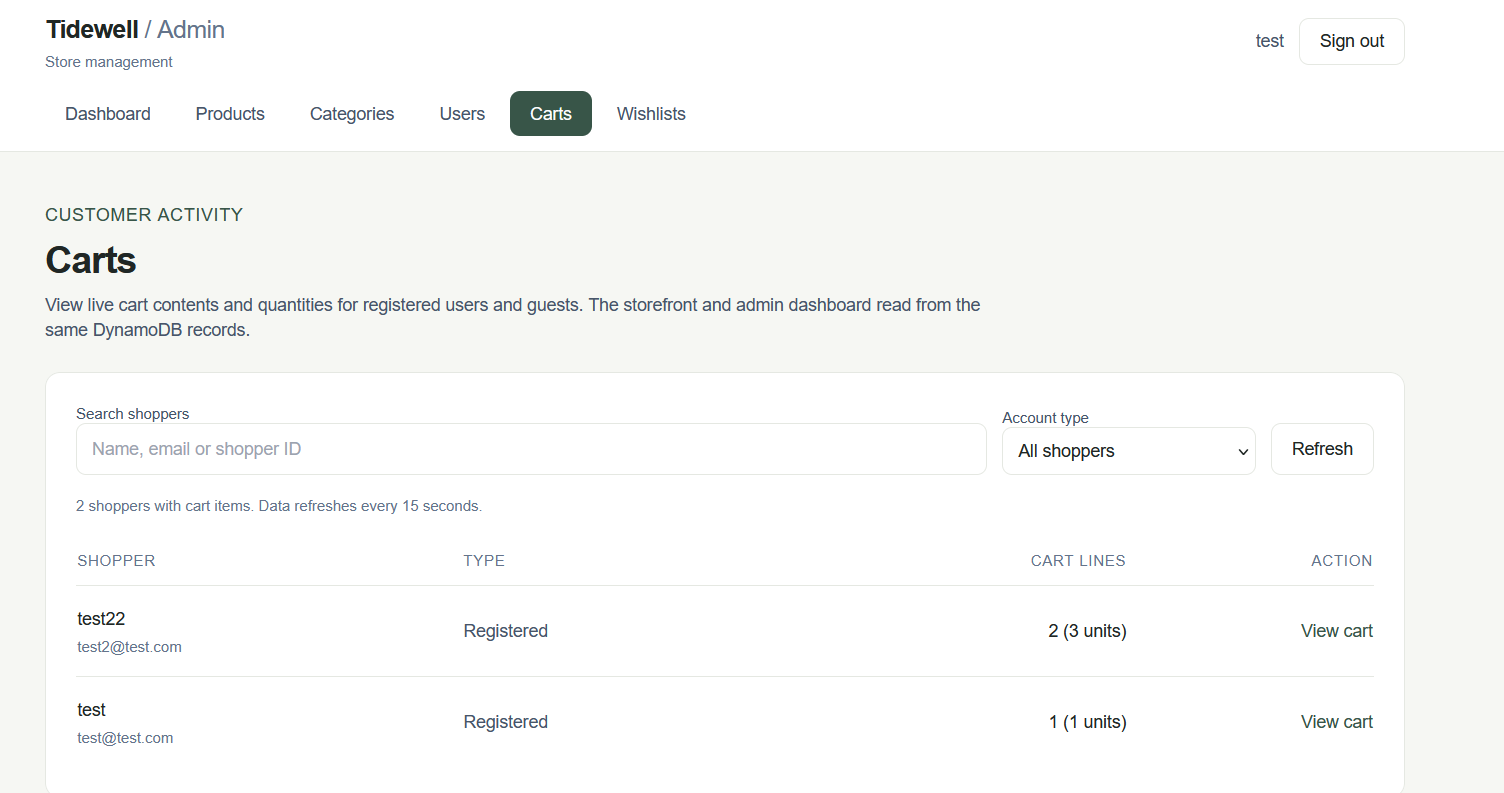 Tidewell / Admin
Store management
test
Sign out
Dashboard
Products
Categories
Users
Carts
Wishlists
CUSTOMER ACTIVITY
Carts
View live cart contents and quantities for registered users and guests. The storefront and admin dashboard read from the
same DynamoDB records.
Search shoppers
Name, email or shopper ID
Account type
All shoppers
Refresh
2 shoppers with cart items. Data refreshes every 15 seconds.
SHOPPER TYPE CART LINES ACTION
test22
test2@test.com
Registered
2 (3 units)
View cart
test
test@test.com
Registered
1 (1 units)
View cart